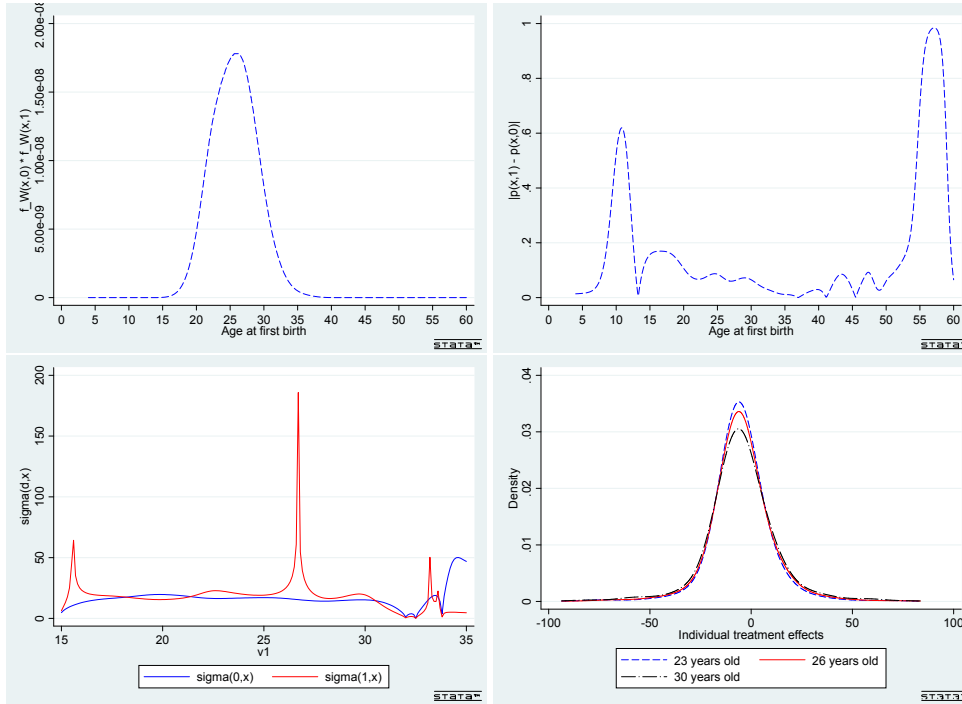 f_W(x,0) * f_W(x,1)
2.00e-08
1.50e-08
1.00e-08
5.00e-09
0
0 5 10 15 20 25 30 35 40 45 50 55 60
Age at first birth
STATA™
|p(x,1) - p(x,0)|
1
.8
.6
.4
.2
0
0 5 10 15 20 25 30 35 40 45 50 55 60
Age at first birth
sigma(d,x)
200
150
100
50
0
15 20 25 30 35
v1
sigma(0,x) sigma(1,x)
STATA™
Density
.04
.03
.02
.01
0
-100 -50 0 50 100
Individual treatment effects
23 years old 26 years old
30 years old